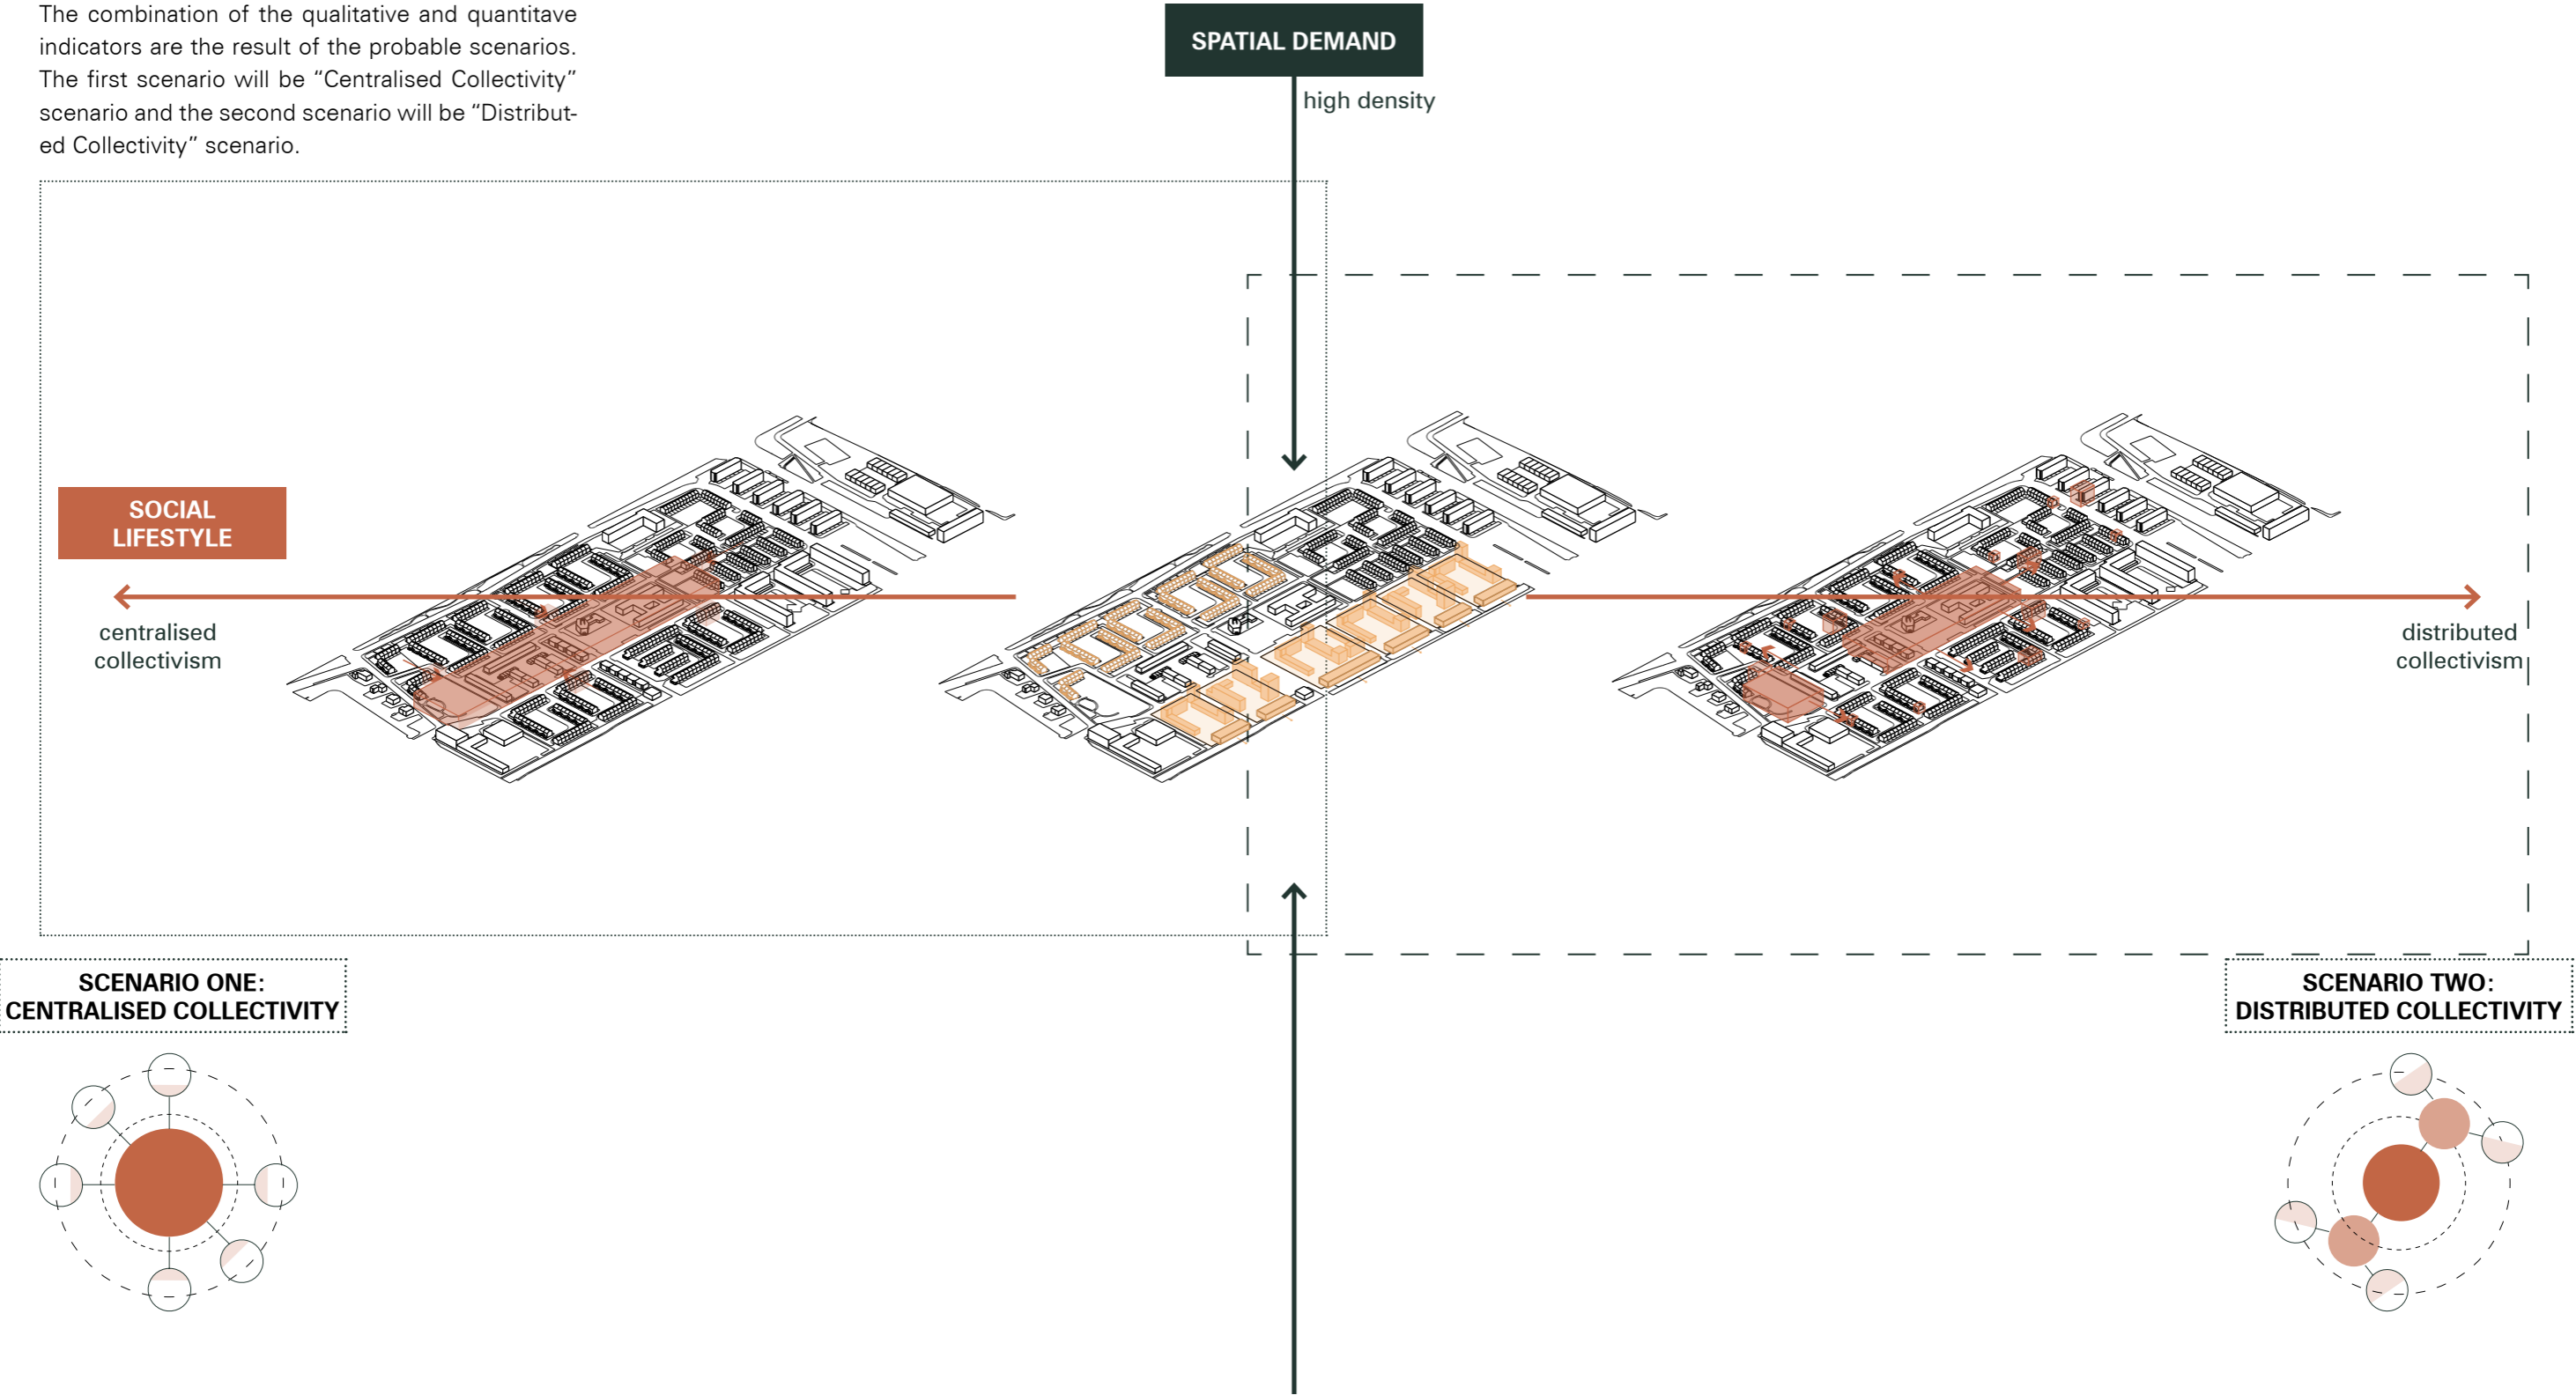 The combination of the qualitative and quantitave
indicators are the result of the probable scenarios.
The first scenario will be “Centralised Collectivity”
scenario and the second scenario will be “Distribut-
ed Collectivity” scenario.
SPATIAL DEMAND
high density
SOCIAL
LIFESTYLE
centralised
collectivism
distributed
collectivism
SCENARIO ONE:
CENTRALISED COLLECTIVITY
SCENARIO TWO:
DISTRIBUTED COLLECTIVITY